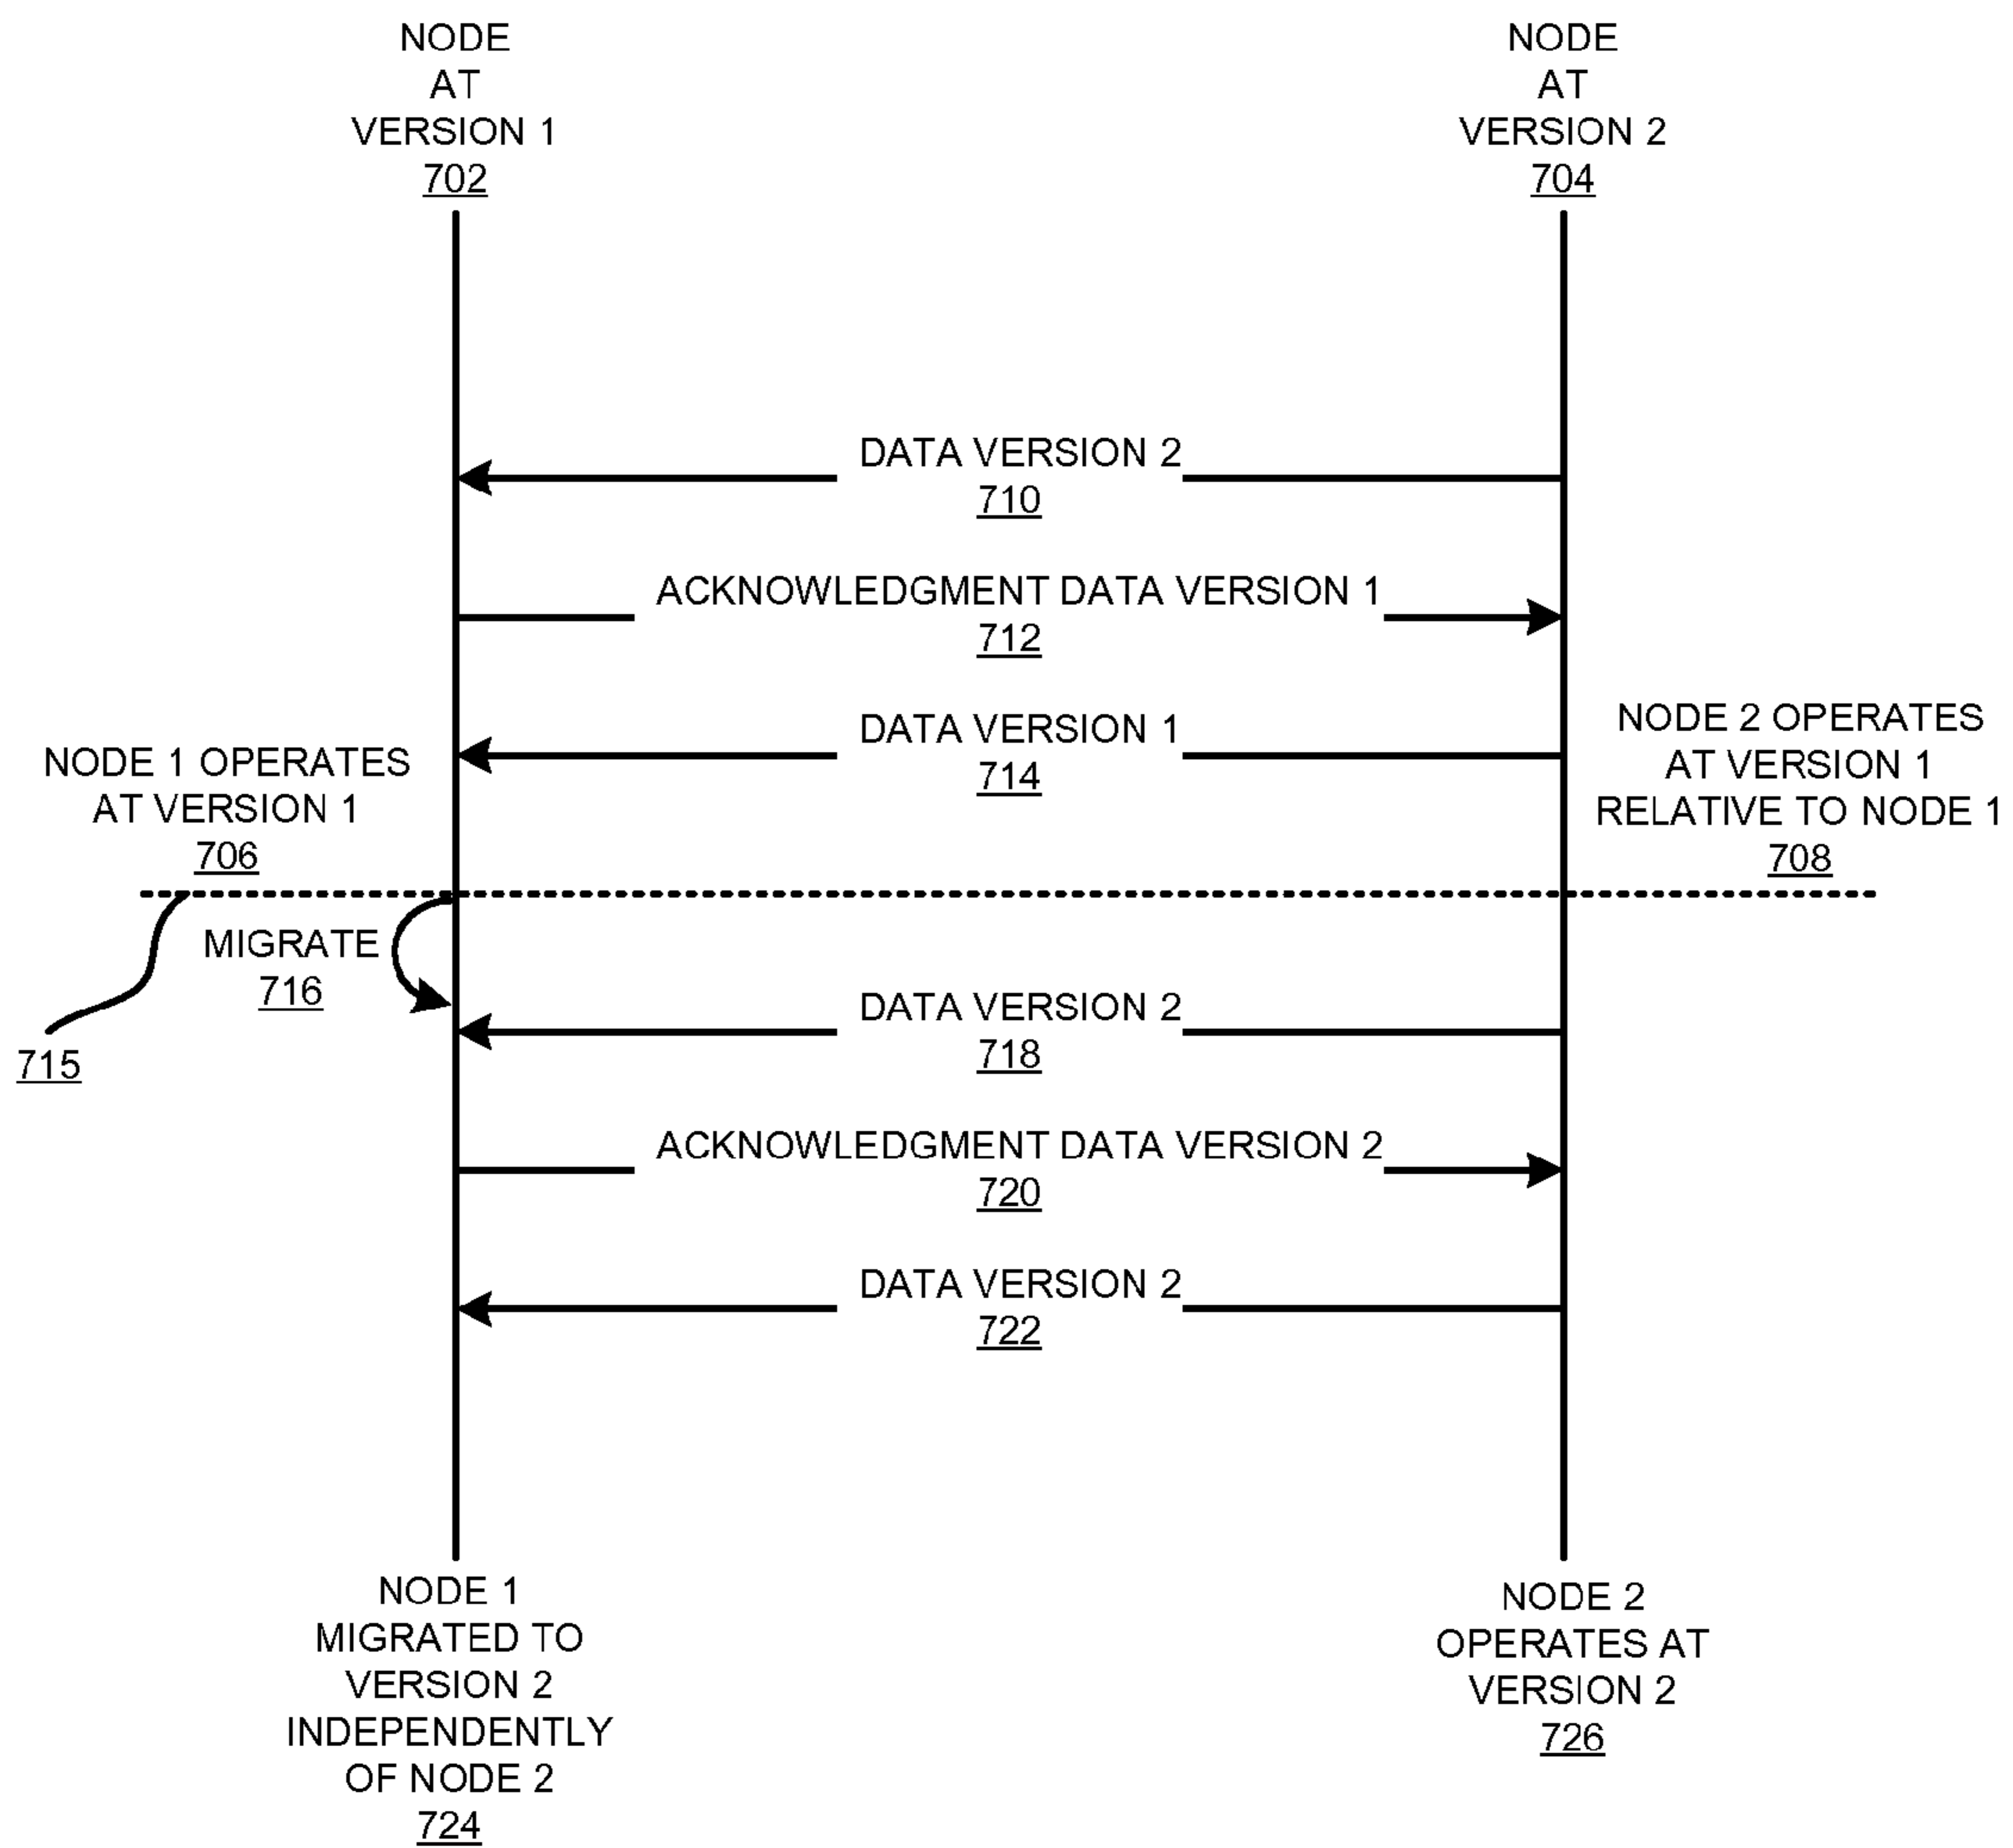 NODE
AT
VERSION 1
702
NODE
AT
VERSION 2
704
DATA VERSION 2
710
ACKNOWLEDGMENT DATA VERSION 1
712
DATA VERSION 1
714
NODE 1 OPERATES
AT VERSION 1
706
NODE 2 OPERATES
AT VERSION 1
RELATIVE TO NODE 1
708
MIGRATE
716
715
DATA VERSION 2
718
ACKNOWLEDGMENT DATA VERSION 2
720
DATA VERSION 2
722
NODE 1
MIGRATED TO
VERSION 2
INDEPENDENTLY
OF NODE 2
724
NODE 2
OPERATES AT
VERSION 2
726